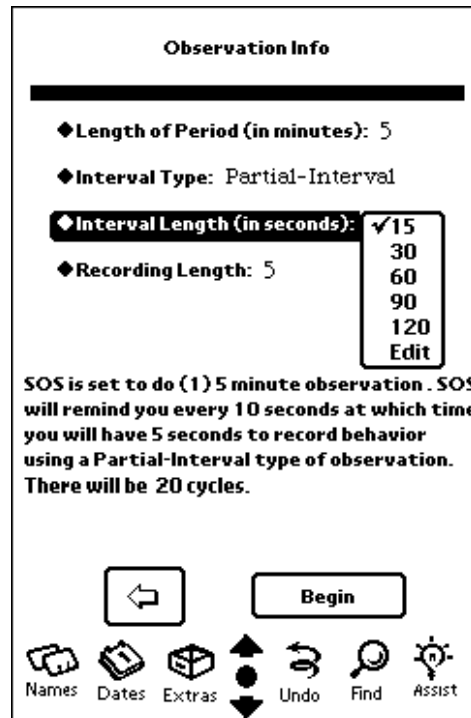 Observation Info
◆Length of Period (in minutes): 5
◆Interval Type: Partial-Interval
◆Interval Length (in seconds): ✓15
30
60
90
120
Edit
◆Recording Length: 5
SOS is set to do (1) 5 minute observation . SOS
will remind you every 10 seconds at which time
you will have 5 seconds to record behavior
using a Partial-Interval type of observation.
There will be 20 cycles.
Begin
Names Dates Extras Undo Find Assist